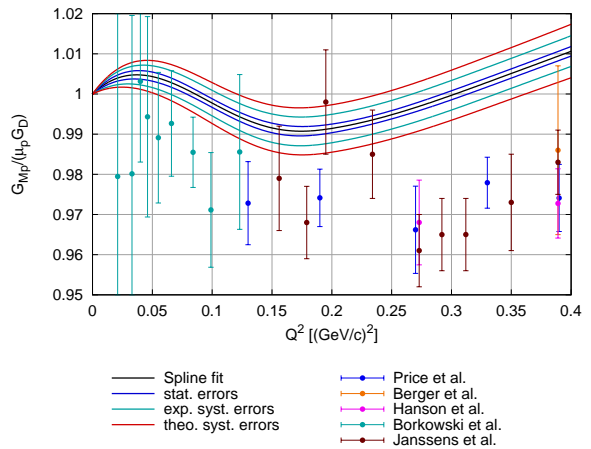 1.02
1.01
1
0.99
0.98
0.97
0.96
0.95
G_Mp/(μ_pG_D)
0 0.05 0.1 0.15 0.2 0.25 0.3 0.35 0.4
Q² [(GeV/c)²]
Spline fit
stat. errors
exp. syst. errors
theo. syst. errors
Price et al.
Berger et al.
Hanson et al.
Borkowski et al.
Janssens et al.